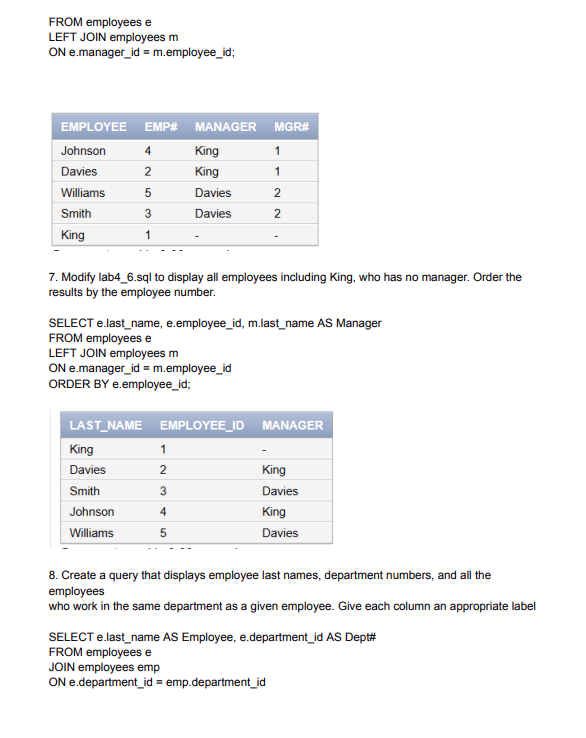 FROM employees e
LEFT JOIN employees m
ON e.manager_id = m.employee_id;
EMPLOYEE EMP# MANAGER MGR#
Johnson 4 King 1
Davies 2 King 1
Williams 5 Davies 2
Smith 3 Davies 2
King 1 - -
7. Modify lab4_6.sql to display all employees including King, who has no manager. Order the
results by the employee number.
SELECT e.last_name, e.employee_id, m.last_name AS Manager
FROM employees e
LEFT JOIN employees m
ON e.manager_id = m.employee_id
ORDER BY e.employee_id;
LAST_NAME EMPLOYEE_ID MANAGER
King 1 -
Davies 2 King
Smith 3 Davies
Johnson 4 King
Williams 5 Davies
8. Create a query that displays employee last names, department numbers, and all the
employees
who work in the same department as a given employee. Give each column an appropriate label
SELECT e.last_name AS Employee, e.department_id AS Dept#
FROM employees e
JOIN employees emp
ON e.department_id = emp.department_id